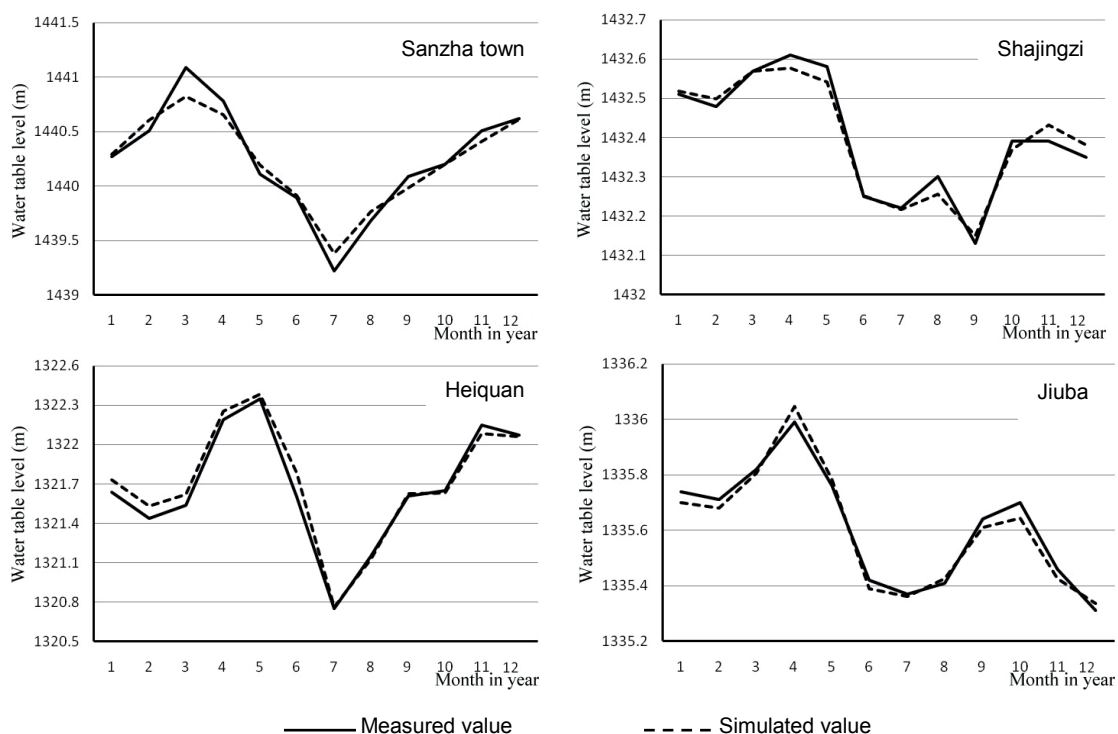 Sanzha town
Water table level (m)
1441.5
1441
1440.5
1440
1439.5
1439
1 2 3 4 5 6 7 8 9 10 11 12
Month in year
Shajingzi
Water table level (m)
1432.7
1432.6
1432.5
1432.4
1432.3
1432.2
1432.1
1432
1 2 3 4 5 6 7 8 9 10 11 12
Month in year
Heiquan
Water table level (m)
1322.6
1322.3
1322
1321.7
1321.4
1321.1
1320.8
1320.5
1 2 3 4 5 6 7 8 9 10 11 12
Month in year
Jiuba
Water table level (m)
1336.2
1336
1335.8
1335.6
1335.4
1335.2
1 2 3 4 5 6 7 8 9 10 11 12
Month in year
Measured value
Simulated value